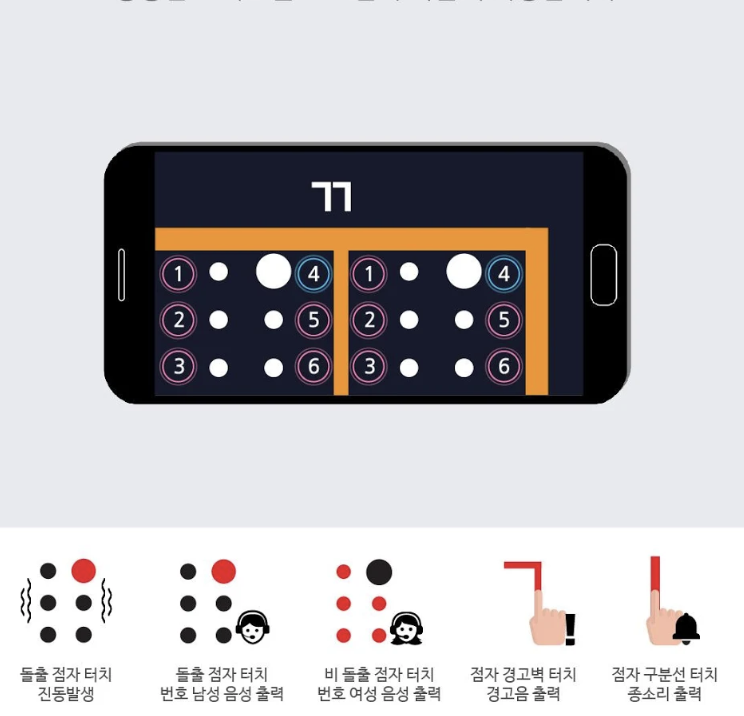 ㄲ
1 4 1 4
2 5 2 5
3 6 3 6
돌출 점자 터치
진동발생
돌출 점자 터치
번호 남성 음성 출력
비 돌출 점자 터치
번호 여성 음성 출력
점자 경고벽 터치
경고음 출력
점자 구분선 터치
종소리 출력